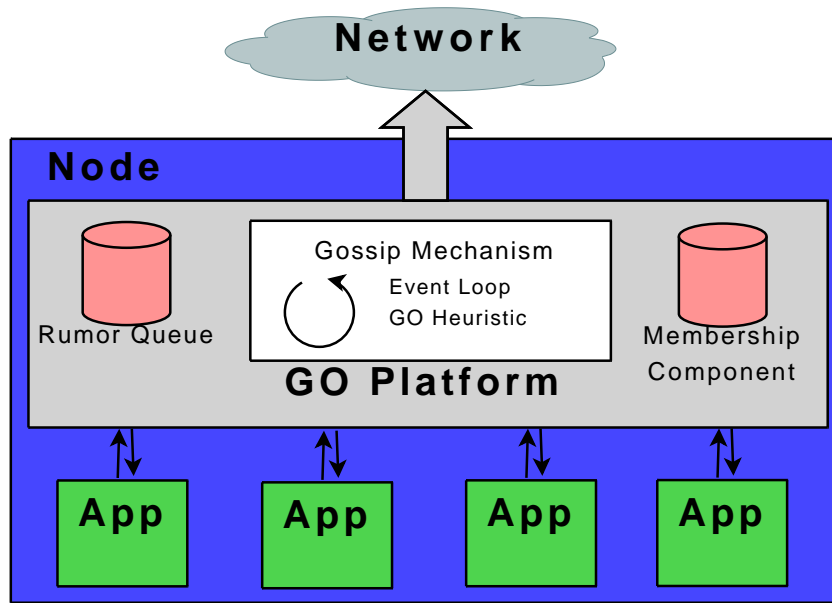 Network
Node
Gossip Mechanism
Event Loop
GO Heuristic
Rumor Queue
Membership
Component
GO Platform
App
App
App
App